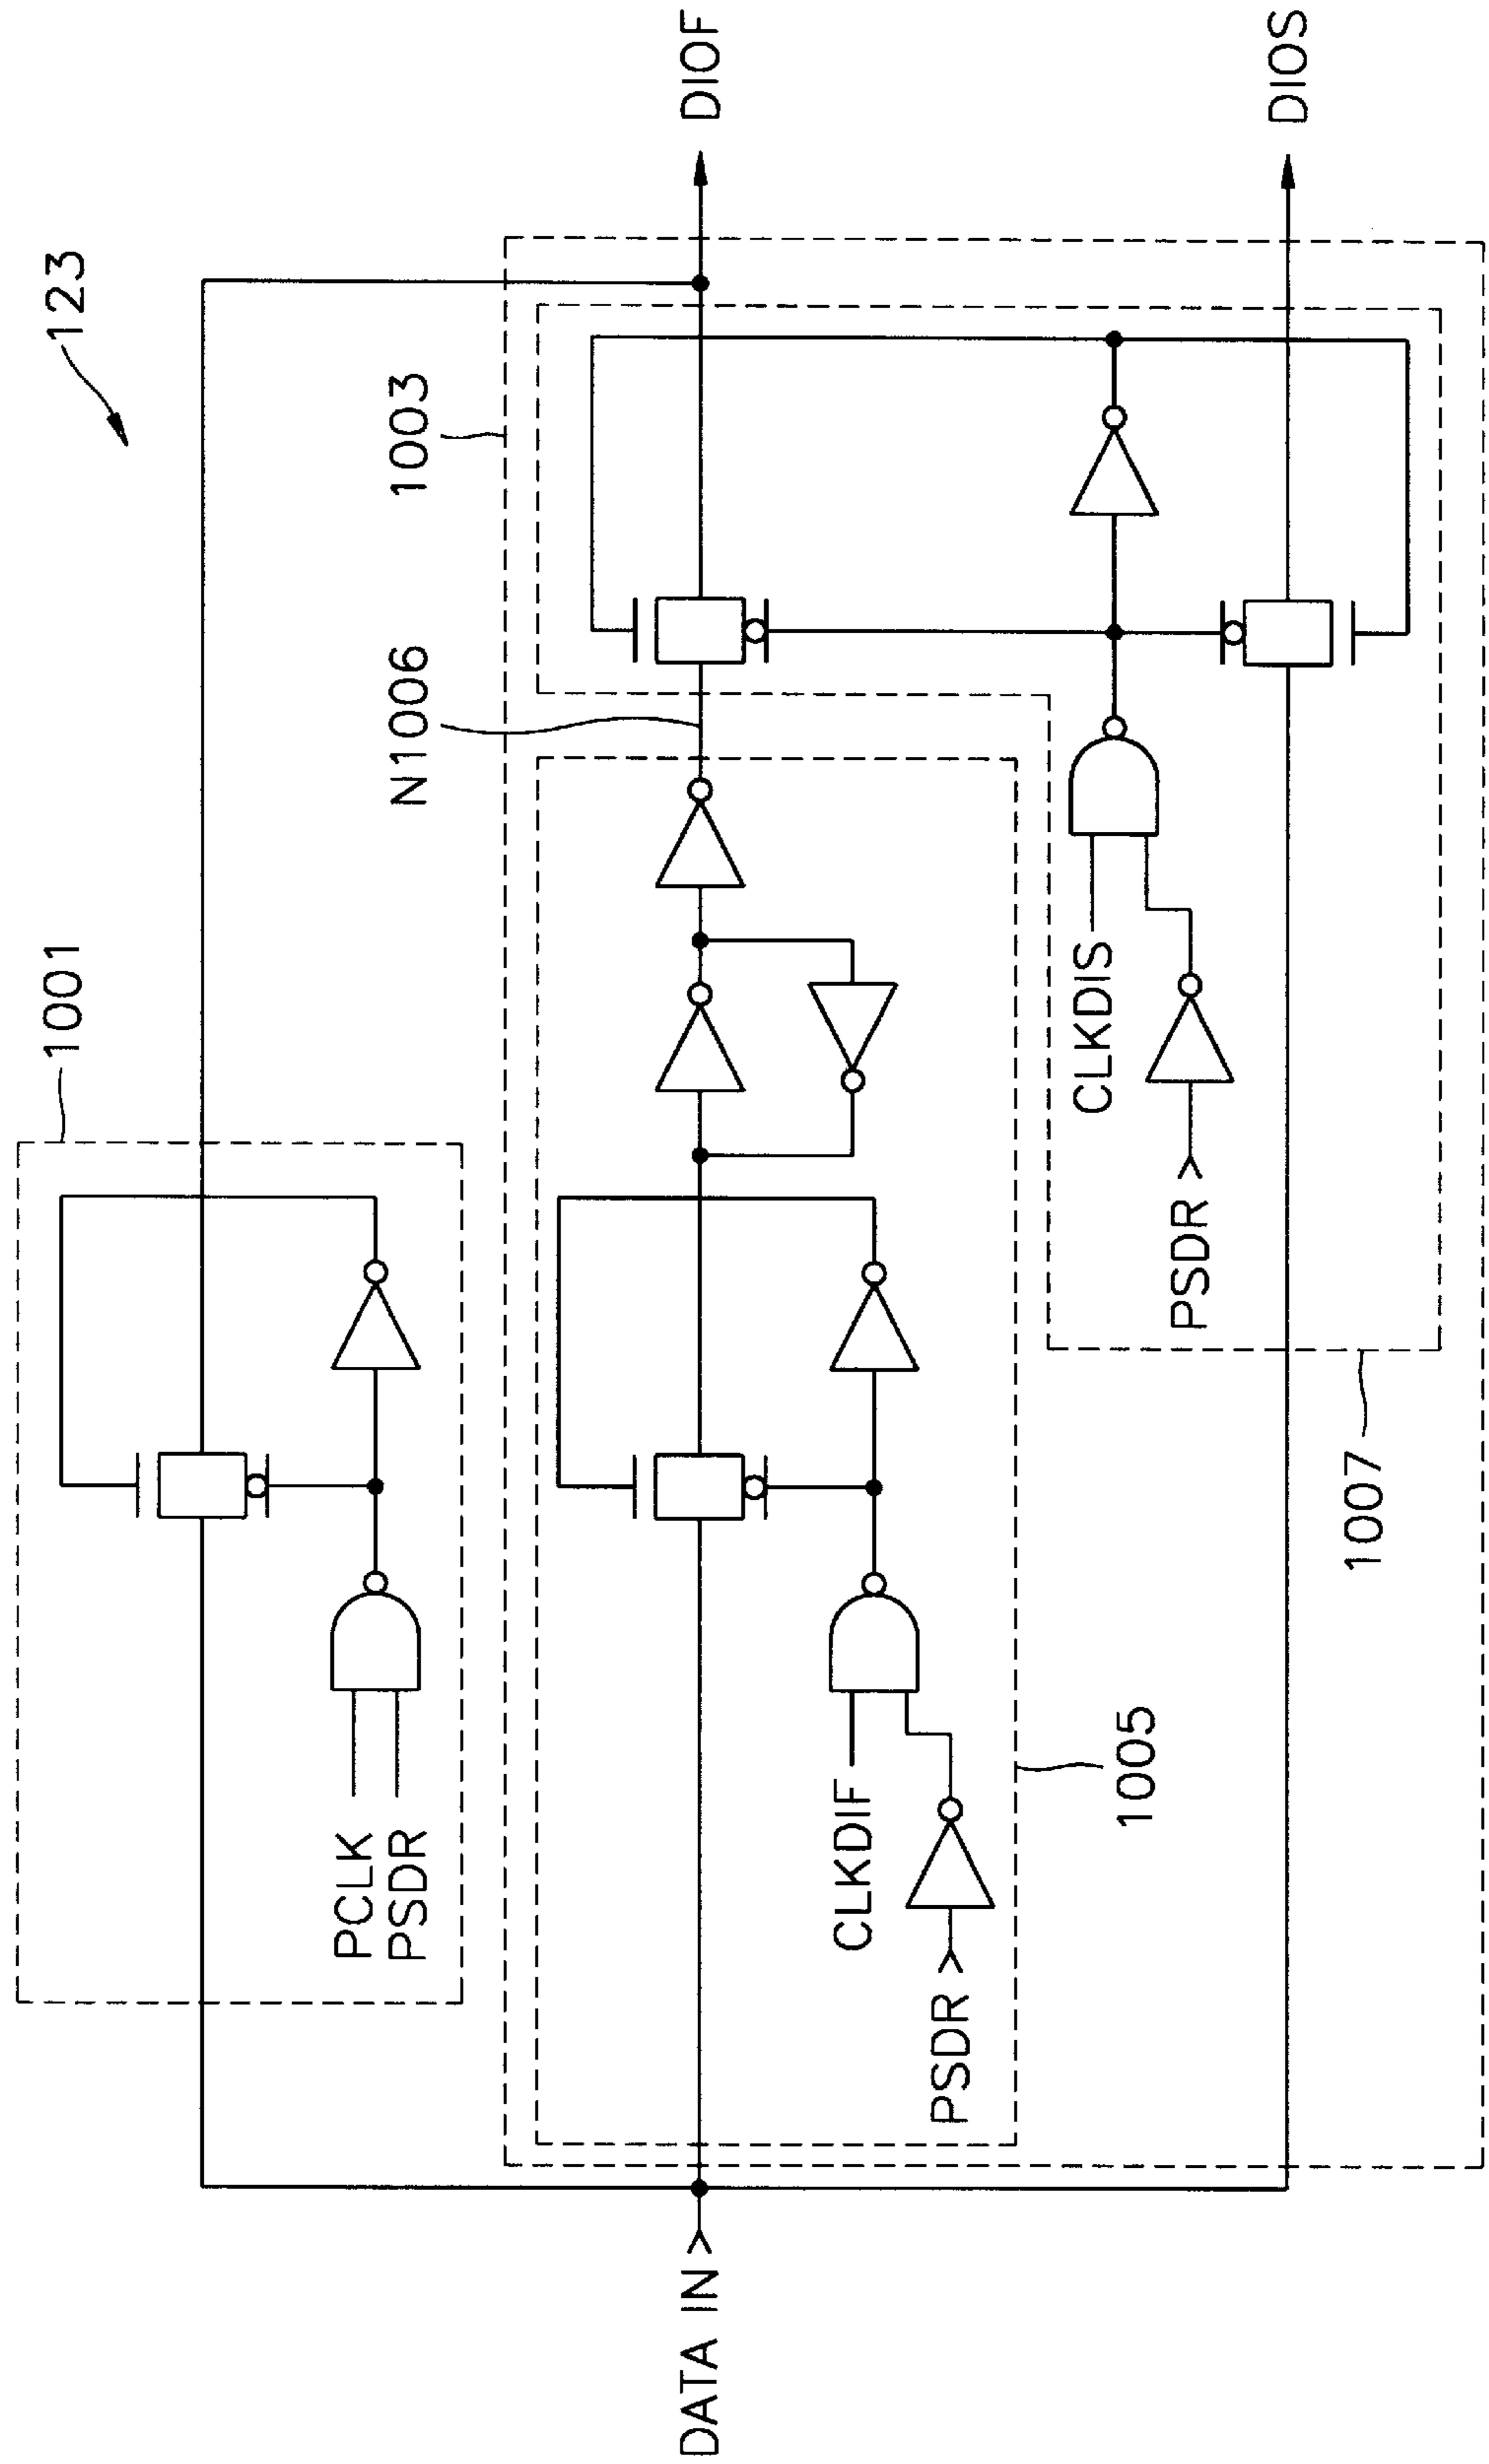 123
1001
PCLK
PSDR
1003
N1006
DATA IN
DIOF
CLKDIF
PSDR
1005
CLKDIS
PSDR
1007
DIOS